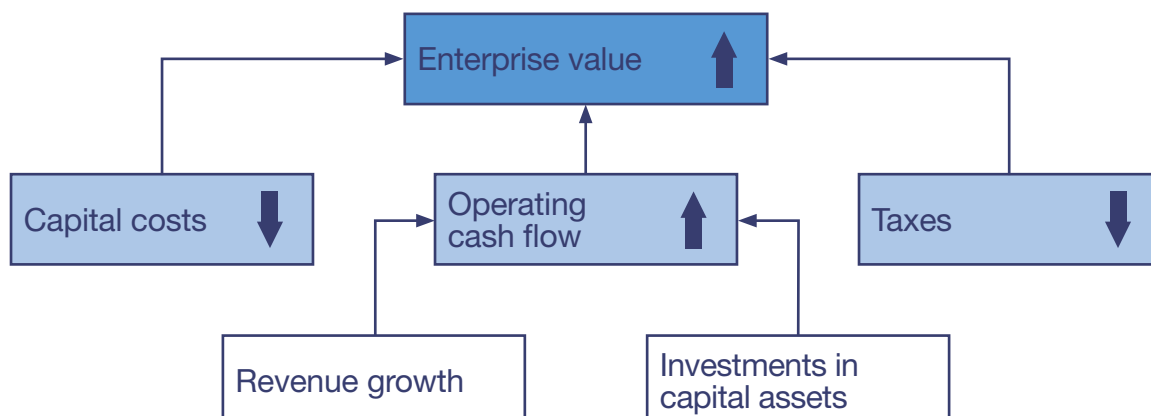 Enterprise value
Capital costs
Operating
cash flow
Taxes
Revenue growth
Investments in
capital assets